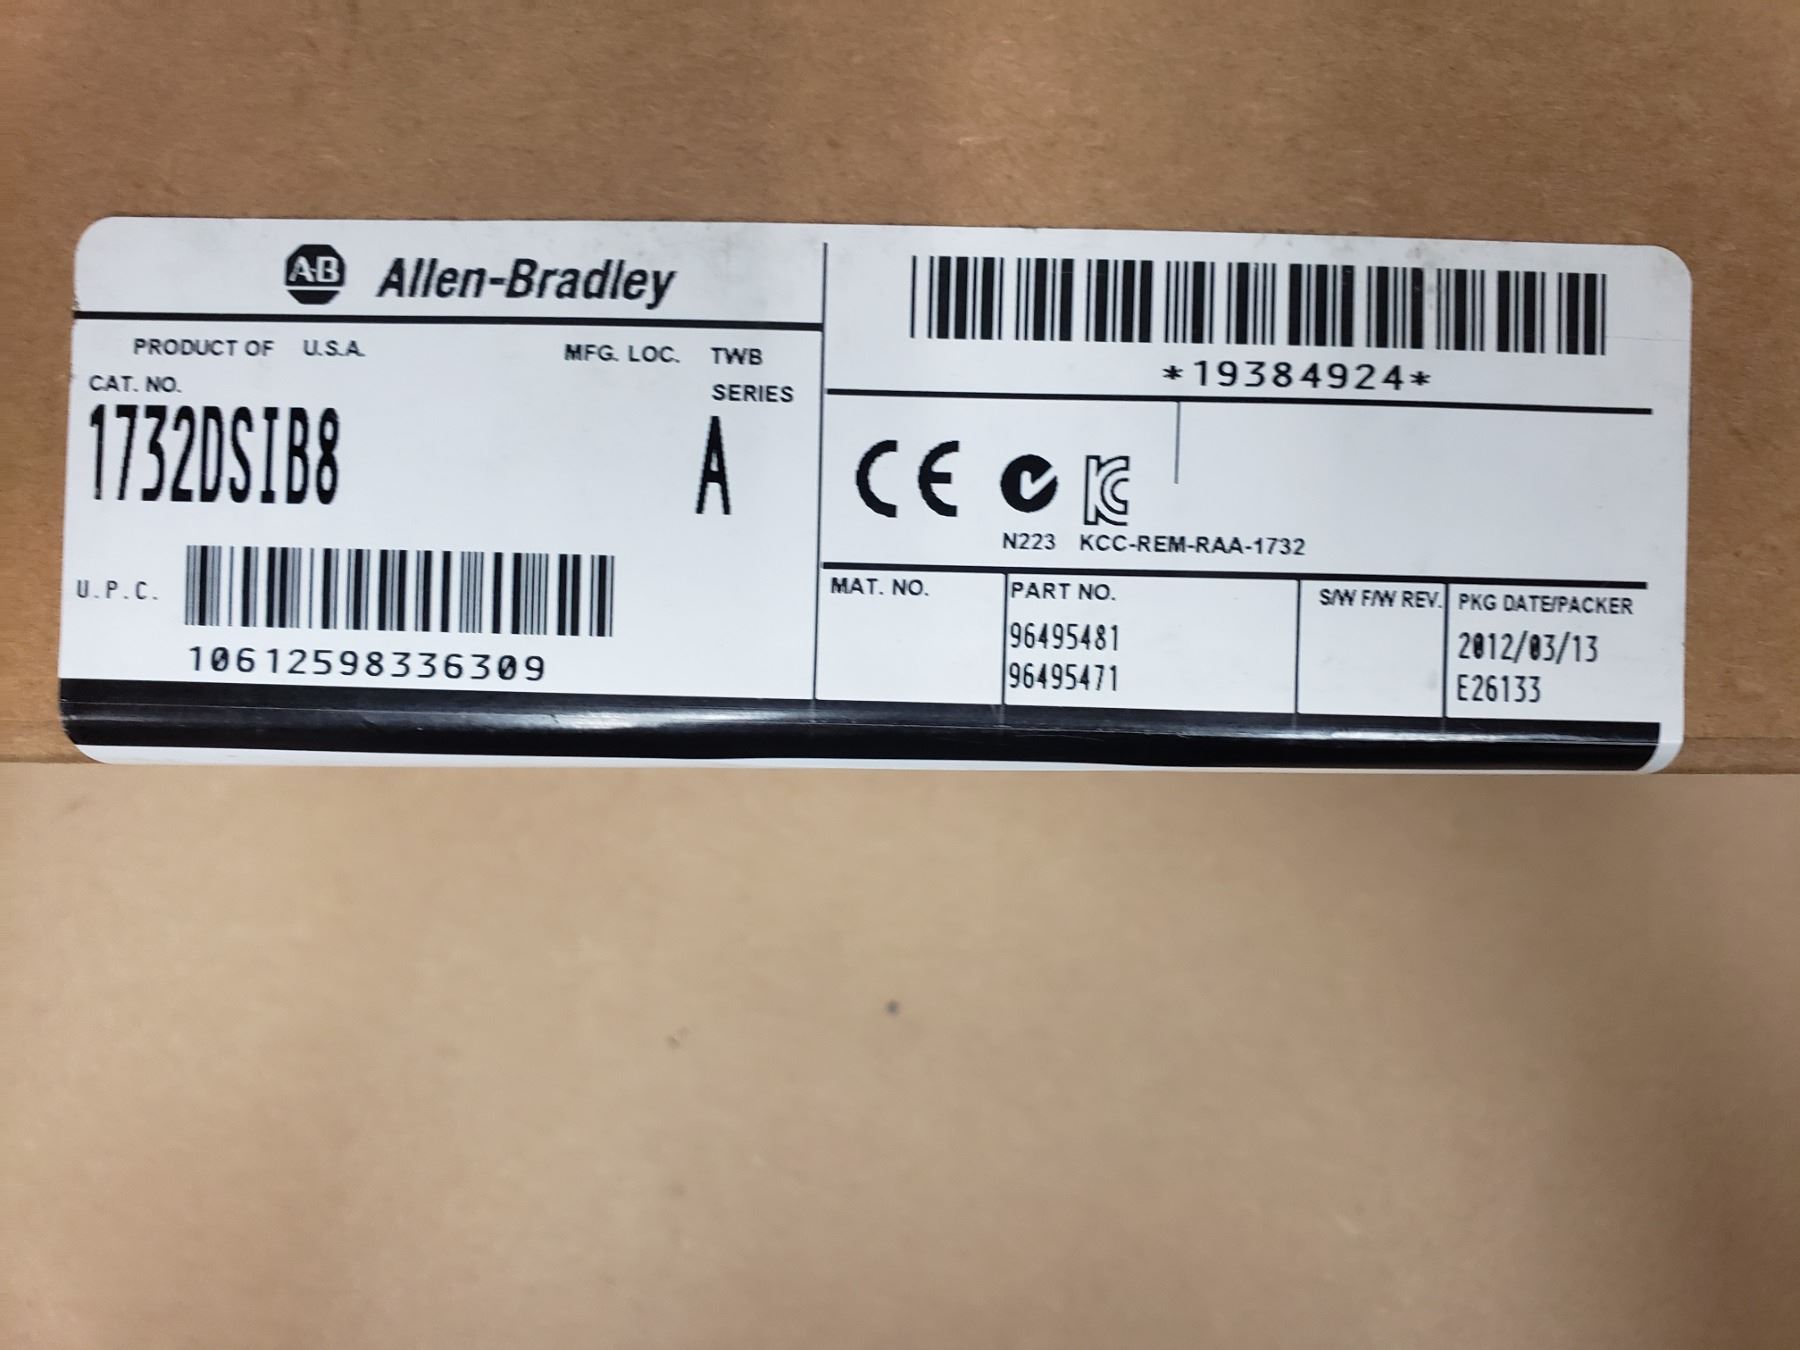 AB Allen-Bradley
PRODUCT OF U.S.A. MFG. LOC. TWB
CAT. NO. SERIES
1732DSIB8 A
U.P.C.
10612598336309
*19384924*
CE KC
N223 KCC-REM-RAA-1732
MAT. NO. PART NO. S/W F/W REV. PKG DATE/PACKER
96495481 2012/03/13
96495471 E26133